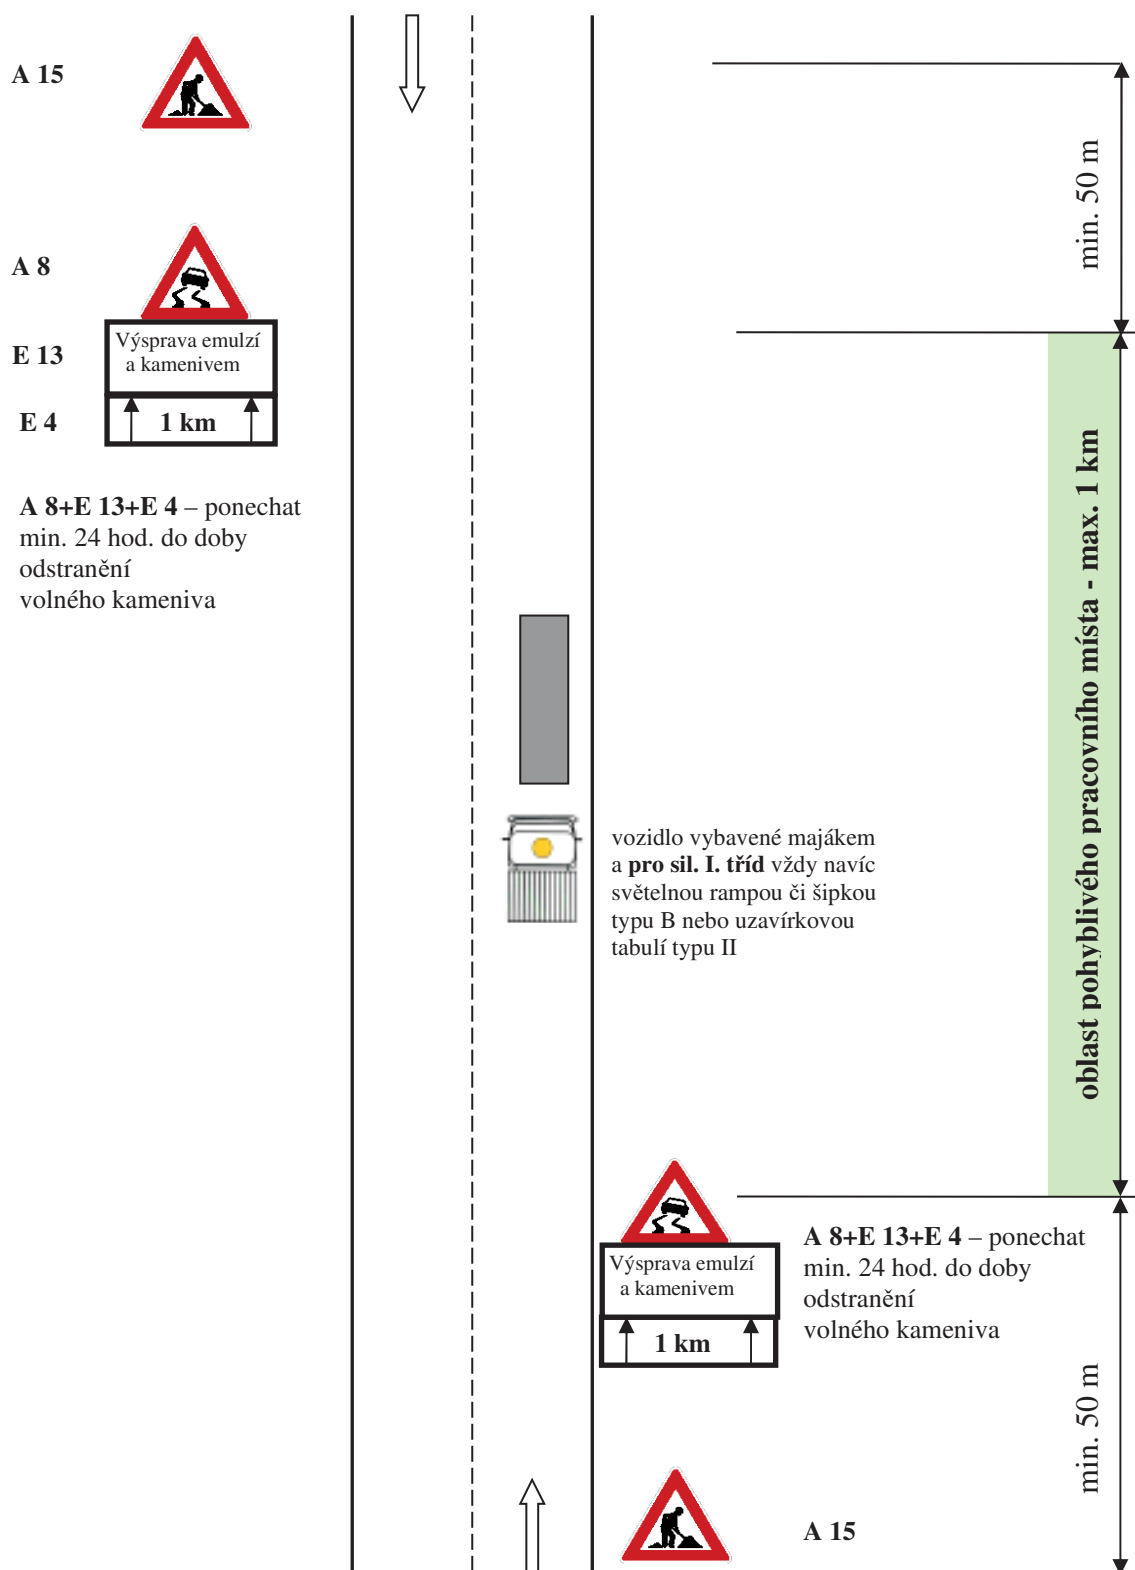 A 15
min. 50 m
A 8
Výsprava emulzí
a kamenivem
E 13
E 4
1 km
A 8+E 13+E 4 – ponechat
min. 24 hod. do doby
odstranění
volného kameniva
oblast pohyblivého pracovního místa - max. 1 km
vozidlo vybavené majákem
a pro sil. I. tříd vždy navíc
světelnou rampou či šipkou
typu B nebo uzavírkovou
tabulí typu II
Výsprava emulzí
a kamenivem
1 km
A 8+E 13+E 4 – ponechat
min. 24 hod. do doby
odstranění
volného kameniva
min. 50 m
A 15